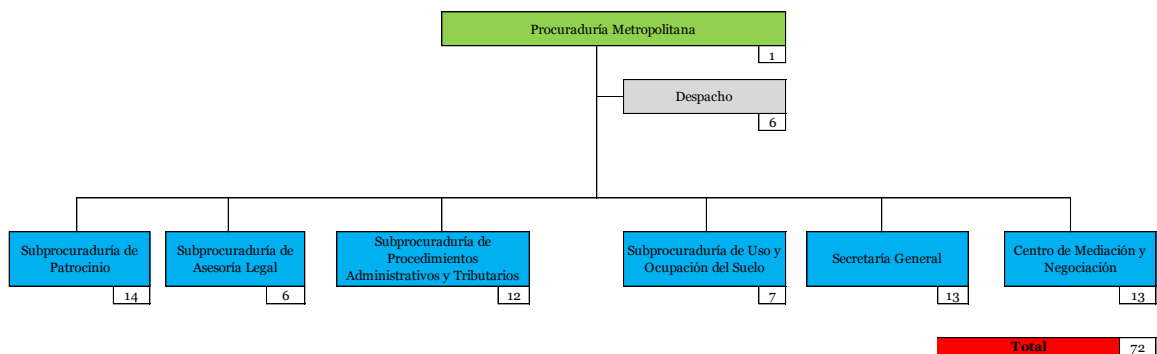 Procuraduría Metropolitana
1
Despacho
6
Subprocuraduría de
Patrocinio
14
Subprocuraduría de
Asesoría Legal
6
Subprocuraduría de
Procedimientos
Administrativos y Tributarios
12
Subprocuraduría de Uso y
Ocupación del Suelo
7
Secretaría General
13
Centro de Mediación y
Negociación
13
Total 72